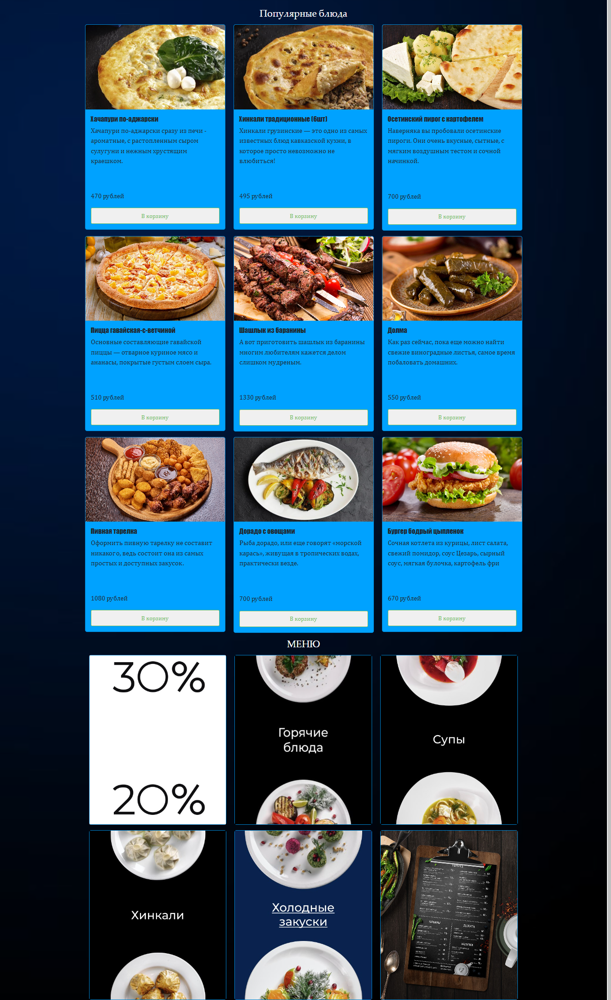 Популярные блюда
Хачапури по-аджарски
Хачапури по-аджарски сразу из печи -
ароматные, с растопленным сыром
сулугуни и нежным хрустящим
краешком.
470 рублей
В корзину
Хинкали традиционные (6шт)
Хинкали грузинские — это одно из самых
известных блюд кавказской кухни, в
которое просто невозможно не
влюбиться!
495 рублей
В корзину
Осетинский пирог с картофелем
Наверняка вы пробовали осетинские
пироги. Они очень вкусные, сытные, с
мягким воздушным тестом и сочной
начинкой.
700 рублей
В корзину
Пицца гавайская-с-ветчиной
Основные составляющие гавайской
пиццы — отварное куриное мясо и
ананасы, покрытые густым слоем сыра.
510 рублей
В корзину
Шашлык из баранины
А вот приготовить шашлык из баранины
многим любителям кажется делом
слишком мудреным.
1330 рублей
В корзину
Долма
Как раз сейчас, пока еще можно найти
свежие виноградные листья, самое время
побаловать домашних.
550 рублей
В корзину
Пивная тарелка
Оформить пивную тарелку не составит
никакого, ведь состоит она из самых
простых и доступных закусок.
1080 рублей
В корзину
Дорадо с овощами
Рыба дорадо, или еще говорят «морской
карась», живущая в тропических водах,
практически везде.
700 рублей
В корзину
Бургер бодрый цыпленок
Сочная котлета из курицы, лист салата,
свежий помидор, соус Цезарь, сырный
соус, мягкая булочка, картофель фри
670 рублей
В корзину
МЕНЮ
30%
20%
Горячие
блюда
Супы
Хинкали
Холодные
закуски
ГОРЯЧЕЕ
ГАРНИРЫ
ДЕСЕРТЫ
НАПИТКИ